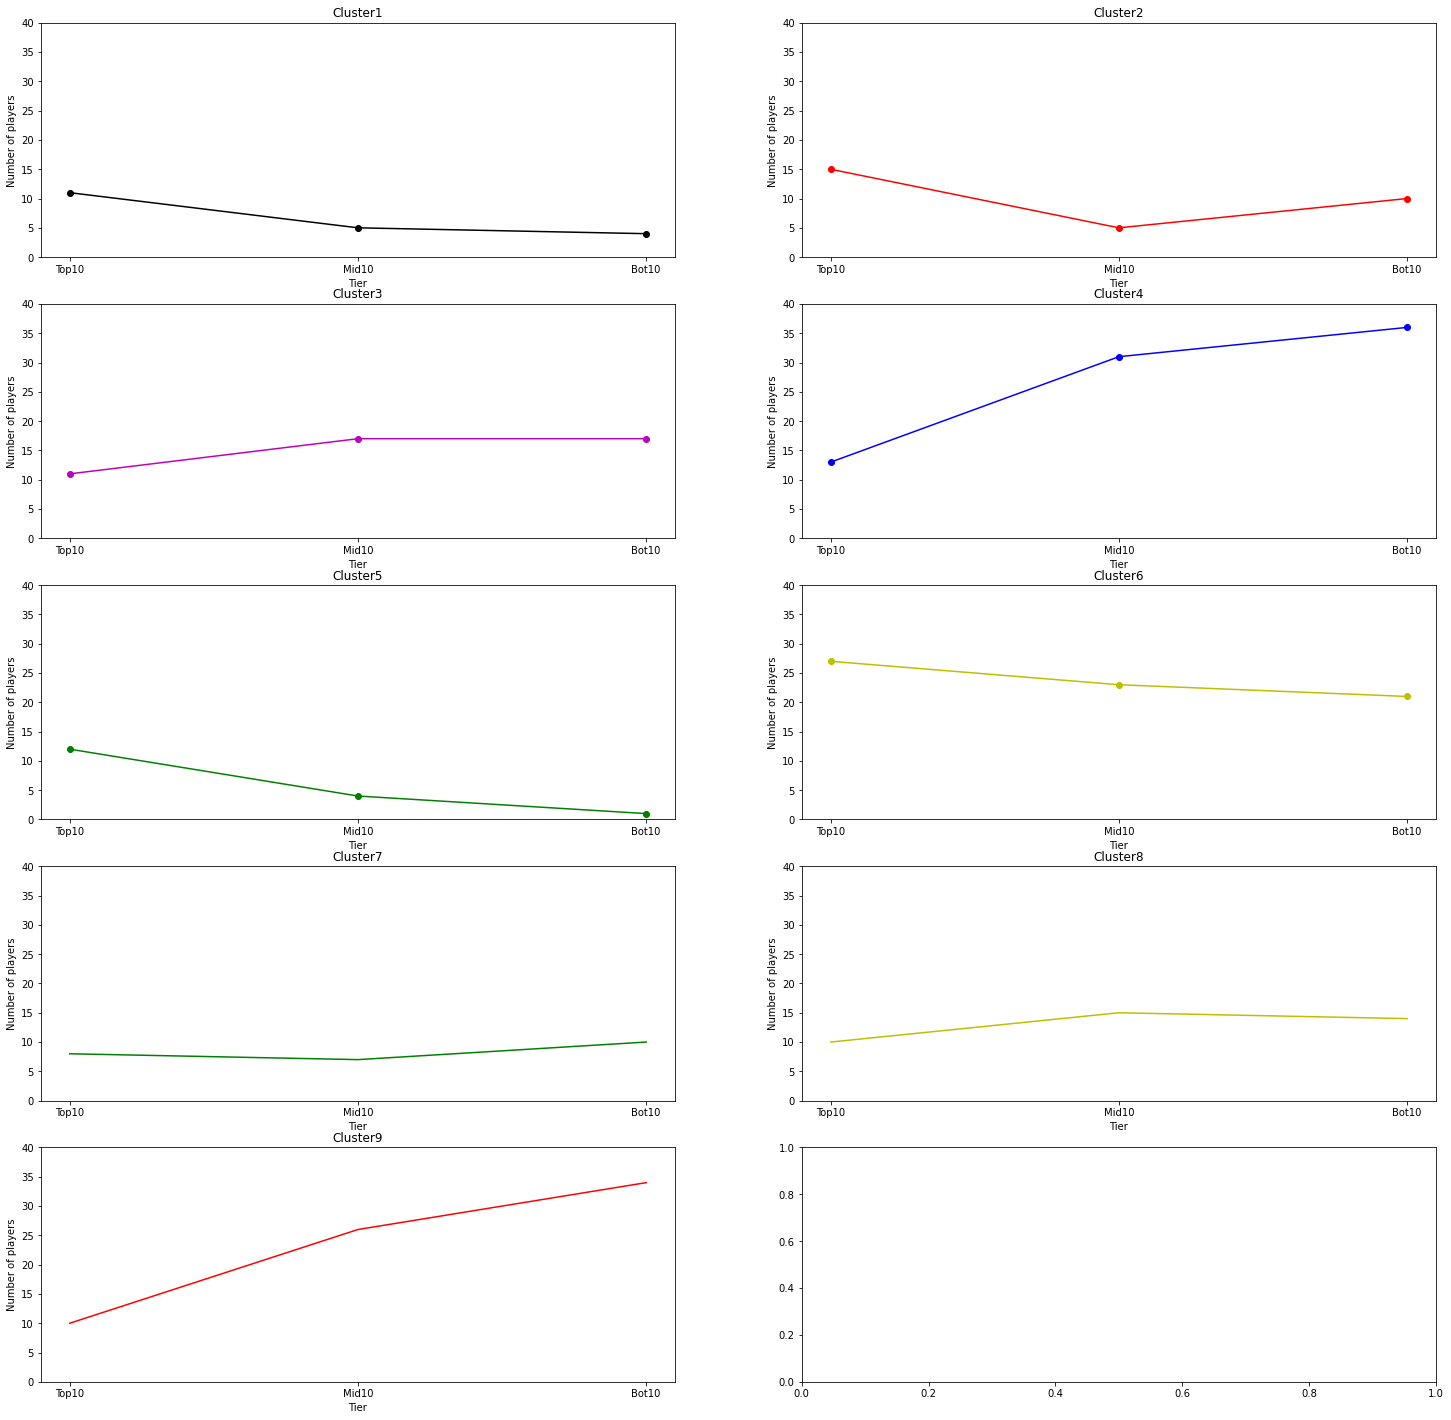 Cluster1
40
35
30
25
20
15
10
5
0
Number of players
Top10 Mid10 Bot10
Tier
Cluster2
40
35
30
25
20
15
10
5
0
Number of players
Top10 Mid10 Bot10
Tier
Cluster3
40
35
30
25
20
15
10
5
0
Number of players
Top10 Mid10 Bot10
Tier
Cluster4
40
35
30
25
20
15
10
5
0
Number of players
Top10 Mid10 Bot10
Tier
Cluster5
40
35
30
25
20
15
10
5
0
Number of players
Top10 Mid10 Bot10
Tier
Cluster6
40
35
30
25
20
15
10
5
0
Number of players
Top10 Mid10 Bot10
Tier
Cluster7
40
35
30
25
20
15
10
5
0
Number of players
Top10 Mid10 Bot10
Tier
Cluster8
40
35
30
25
20
15
10
5
0
Number of players
Top10 Mid10 Bot10
Tier
Cluster9
40
35
30
25
20
15
10
5
0
Number of players
Top10 Mid10 Bot10
Tier
1.0
0.8
0.6
0.4
0.2
0.0
0.0 0.2 0.4 0.6 0.8 1.0